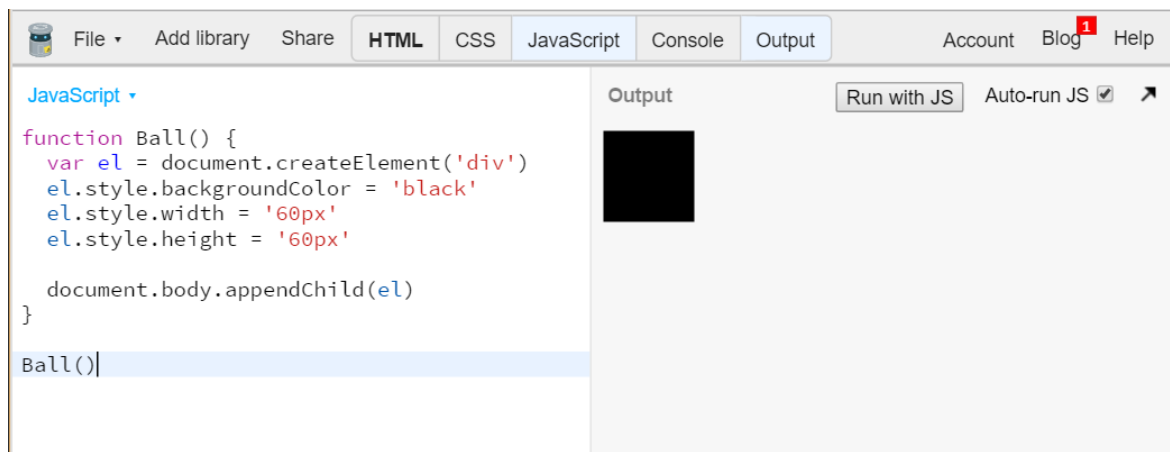 File ▾ Add library Share HTML CSS JavaScript Console Output Account Blog 1 Help
JavaScript ▾
function Ball() {
  var el = document.createElement('div')
  el.style.backgroundColor = 'black'
  el.style.width = '60px'
  el.style.height = '60px'

  document.body.appendChild(el)
}

Ball()
Output Run with JS Auto-run JS